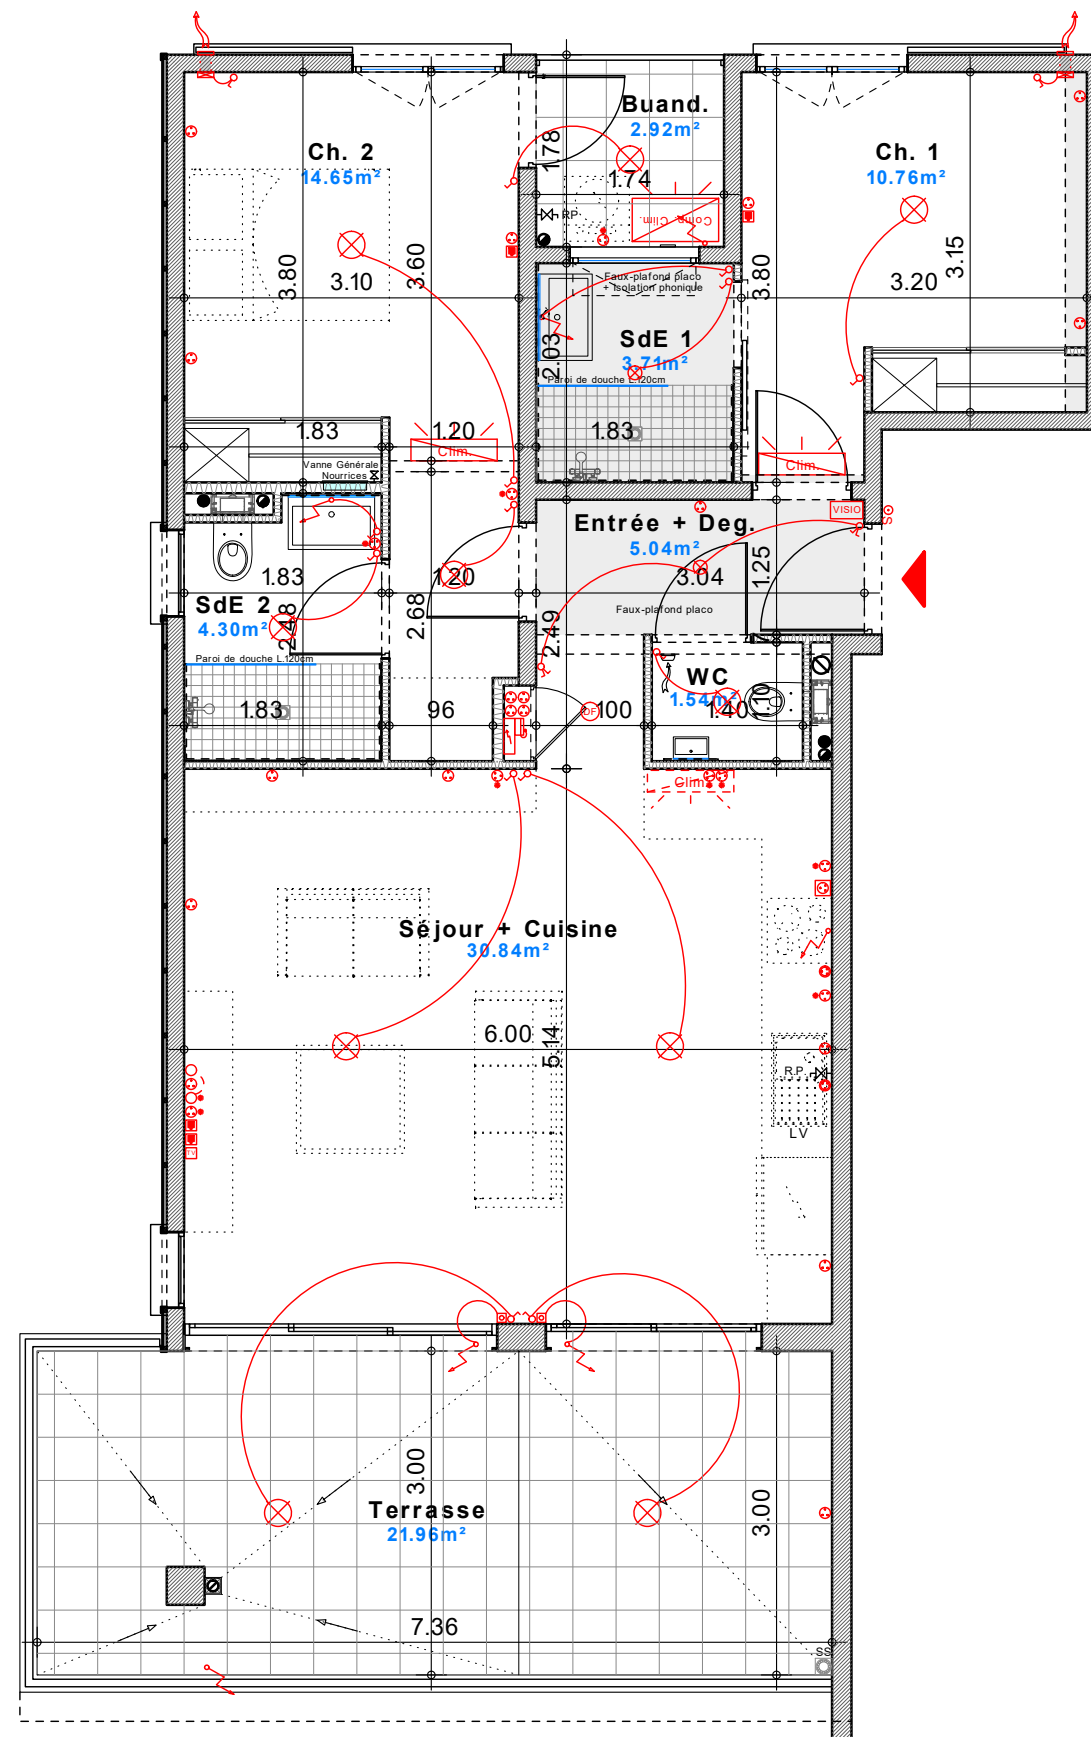 Buand.
2.92m²
1.78
1.74
RP
Comp. Clim.
Ch. 2
14.65m²
3.80
3.10
3.60
Ch. 1
10.76m²
3.80
3.20
3.15
Faux-plafond placo
+ Isolation phonique
SdE 1
3.71m²
2.03
Paroi de douche L.120cm
1.83
1.83
1.20
Clim.
Clim.
Vanne Générale
Nourrices
VISIO
S
Entrée + Deg.
5.04m²
3.04
1.25
Faux-plafond placo
2.49
1.83
1.20
SdE 2
4.30m²
2.48
2.68
Paroi de douche L.120cm
1.83
96
DF
100
WC
1.54m²
1.40
1.10
Clim.
Séjour + Cuisine
30.84m²
6.00
5.14
R.P
LV
TV
3.00
Terrasse
21.96m²
3.00
7.36
SS